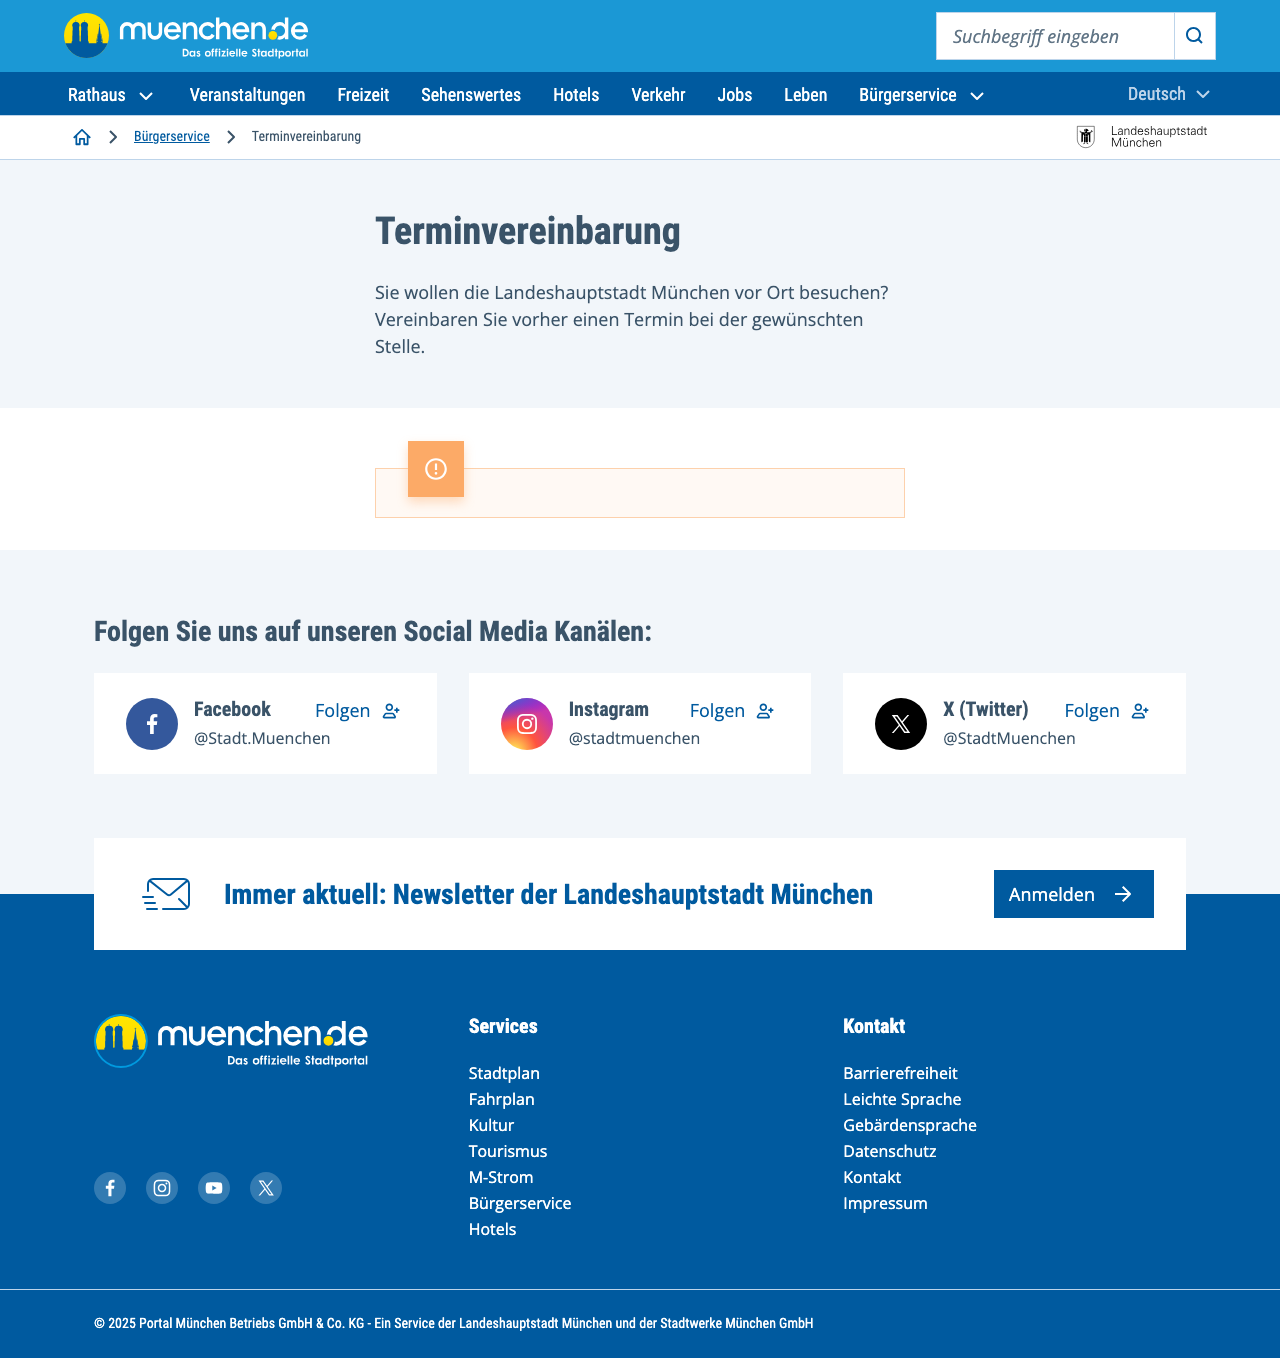 muenchen.de
Das offizielle Stadtportal
Suchbegriff eingeben
Rathaus Veranstaltungen Freizeit Sehenswertes Hotels Verkehr Jobs Leben Bürgerservice Deutsch
Bürgerservice Terminvereinbarung
Landeshauptstadt
München
Terminvereinbarung
Sie wollen die Landeshauptstadt München vor Ort besuchen?
Vereinbaren Sie vorher einen Termin bei der gewünschten
Stelle.
Folgen Sie uns auf unseren Social Media Kanälen:
Facebook Folgen
@Stadt.Muenchen
Instagram Folgen
@stadtmuenchen
X (Twitter) Folgen
@StadtMuenchen
Immer aktuell: Newsletter der Landeshauptstadt München
Anmelden
muenchen.de
Das offizielle Stadtportal
Services
Stadtplan
Fahrplan
Kultur
Tourismus
M-Strom
Bürgerservice
Hotels
Kontakt
Barrierefreiheit
Leichte Sprache
Gebärdensprache
Datenschutz
Kontakt
Impressum
© 2025 Portal München Betriebs GmbH & Co. KG - Ein Service der Landeshauptstadt München und der Stadtwerke München GmbH